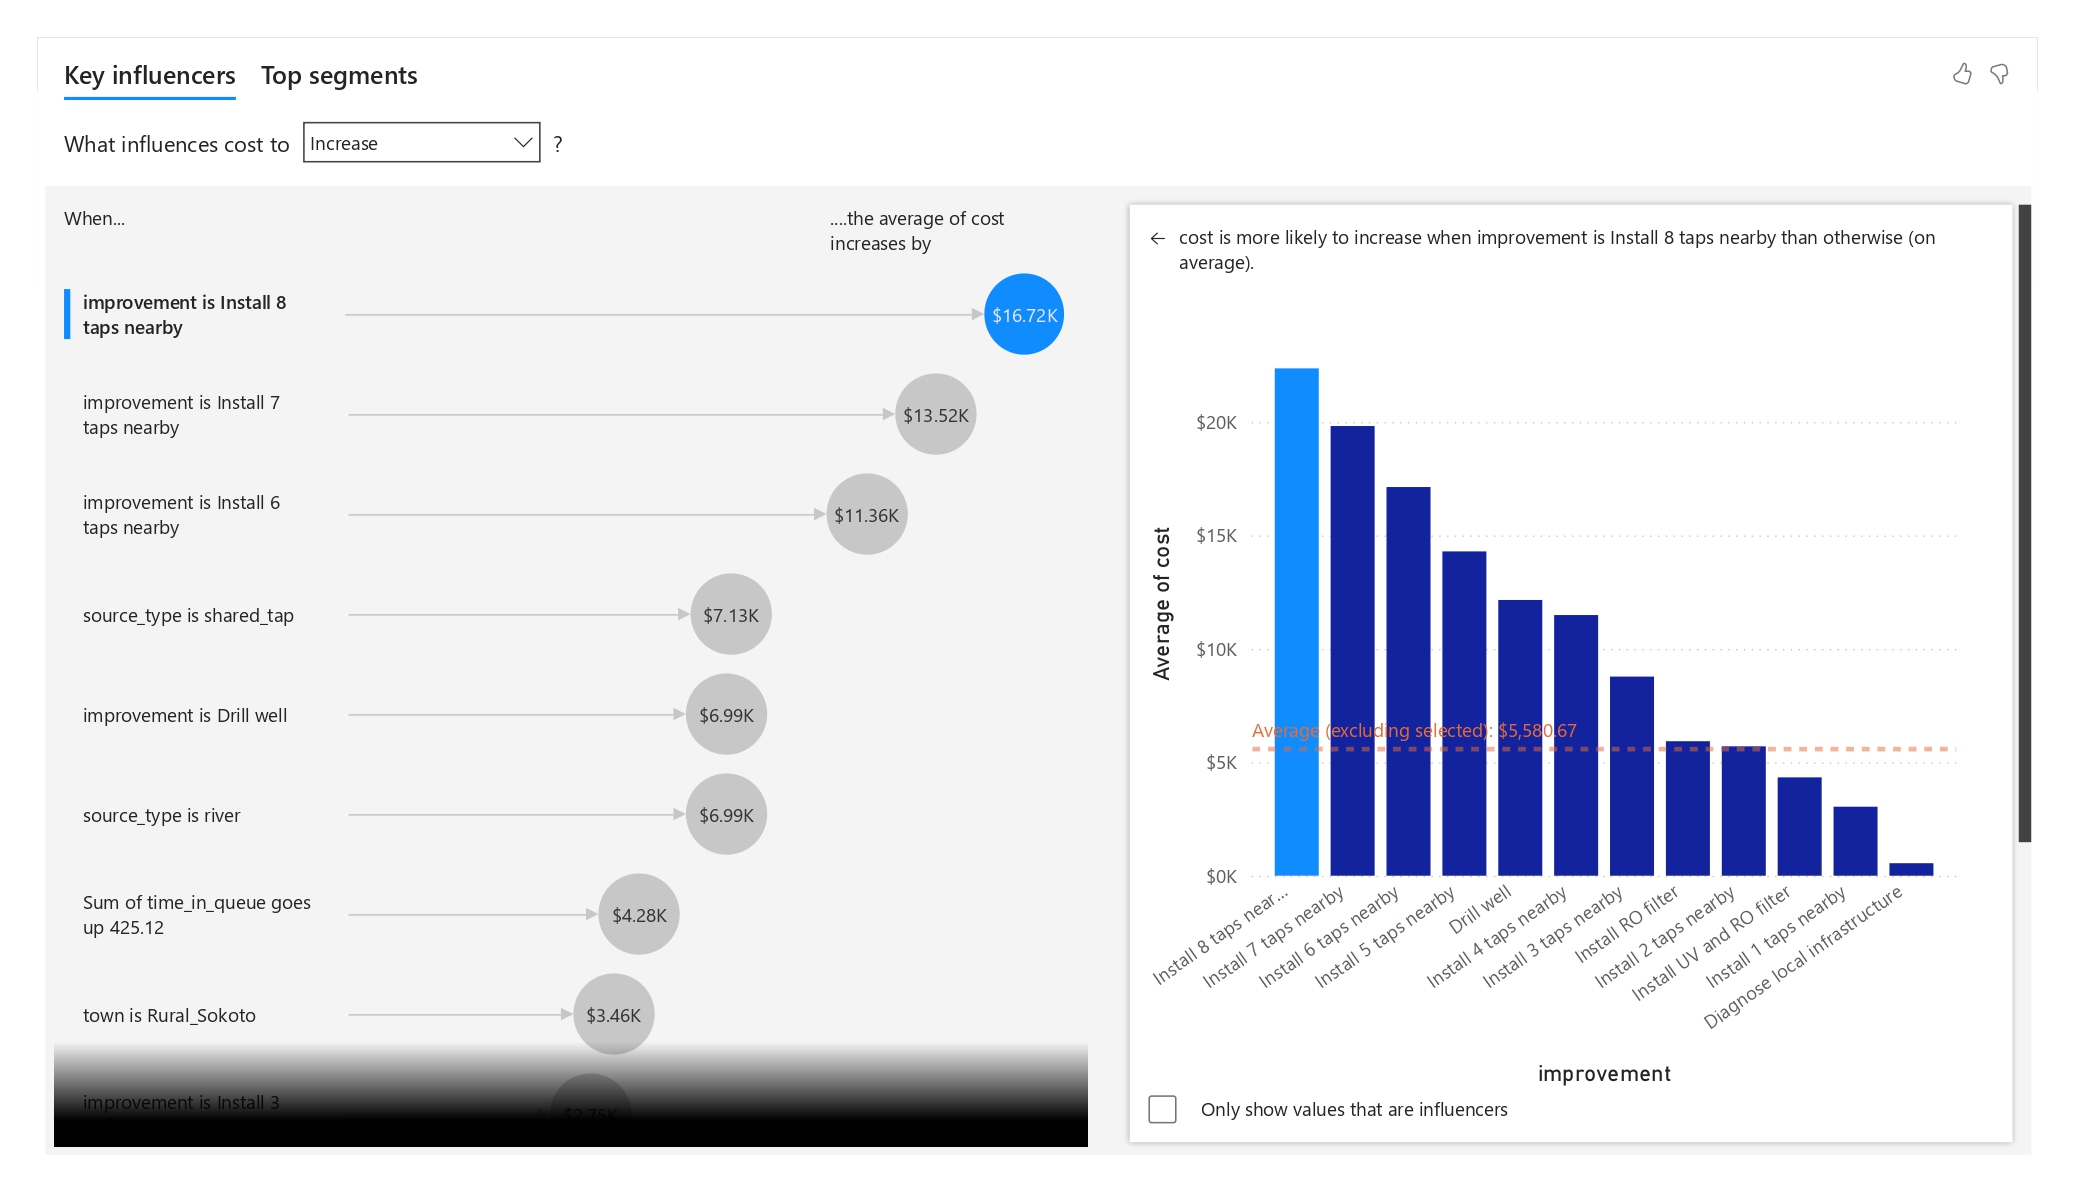 Key influencers Top segments
What influences cost to Increase ?
When...
....the average of cost
increases by
improvement is Install 8
taps nearby
$16.72K
improvement is Install 7
taps nearby
$13.52K
improvement is Install 6
taps nearby
$11.36K
source_type is shared_tap
$7.13K
improvement is Drill well
$6.99K
source_type is river
$6.99K
Sum of time_in_queue goes
up 425.12
$4.28K
town is Rural_Sokoto
$3.46K
improvement is Install 3
$2.75K
← cost is more likely to increase when improvement is Install 8 taps nearby than otherwise (on
average).
Average of cost
$20K
$15K
$10K
$5K
$0K
Average (excluding selected): $5,580.67
Install 8 taps near...
Install 7 taps nearby
Install 6 taps nearby
Install 5 taps nearby
Drill well
Install 4 taps nearby
Install 3 taps nearby
Install RO filter
Install 2 taps nearby
Install UV and RO filter
Install 1 taps nearby
Diagnose local infrastructure
improvement
Only show values that are influencers